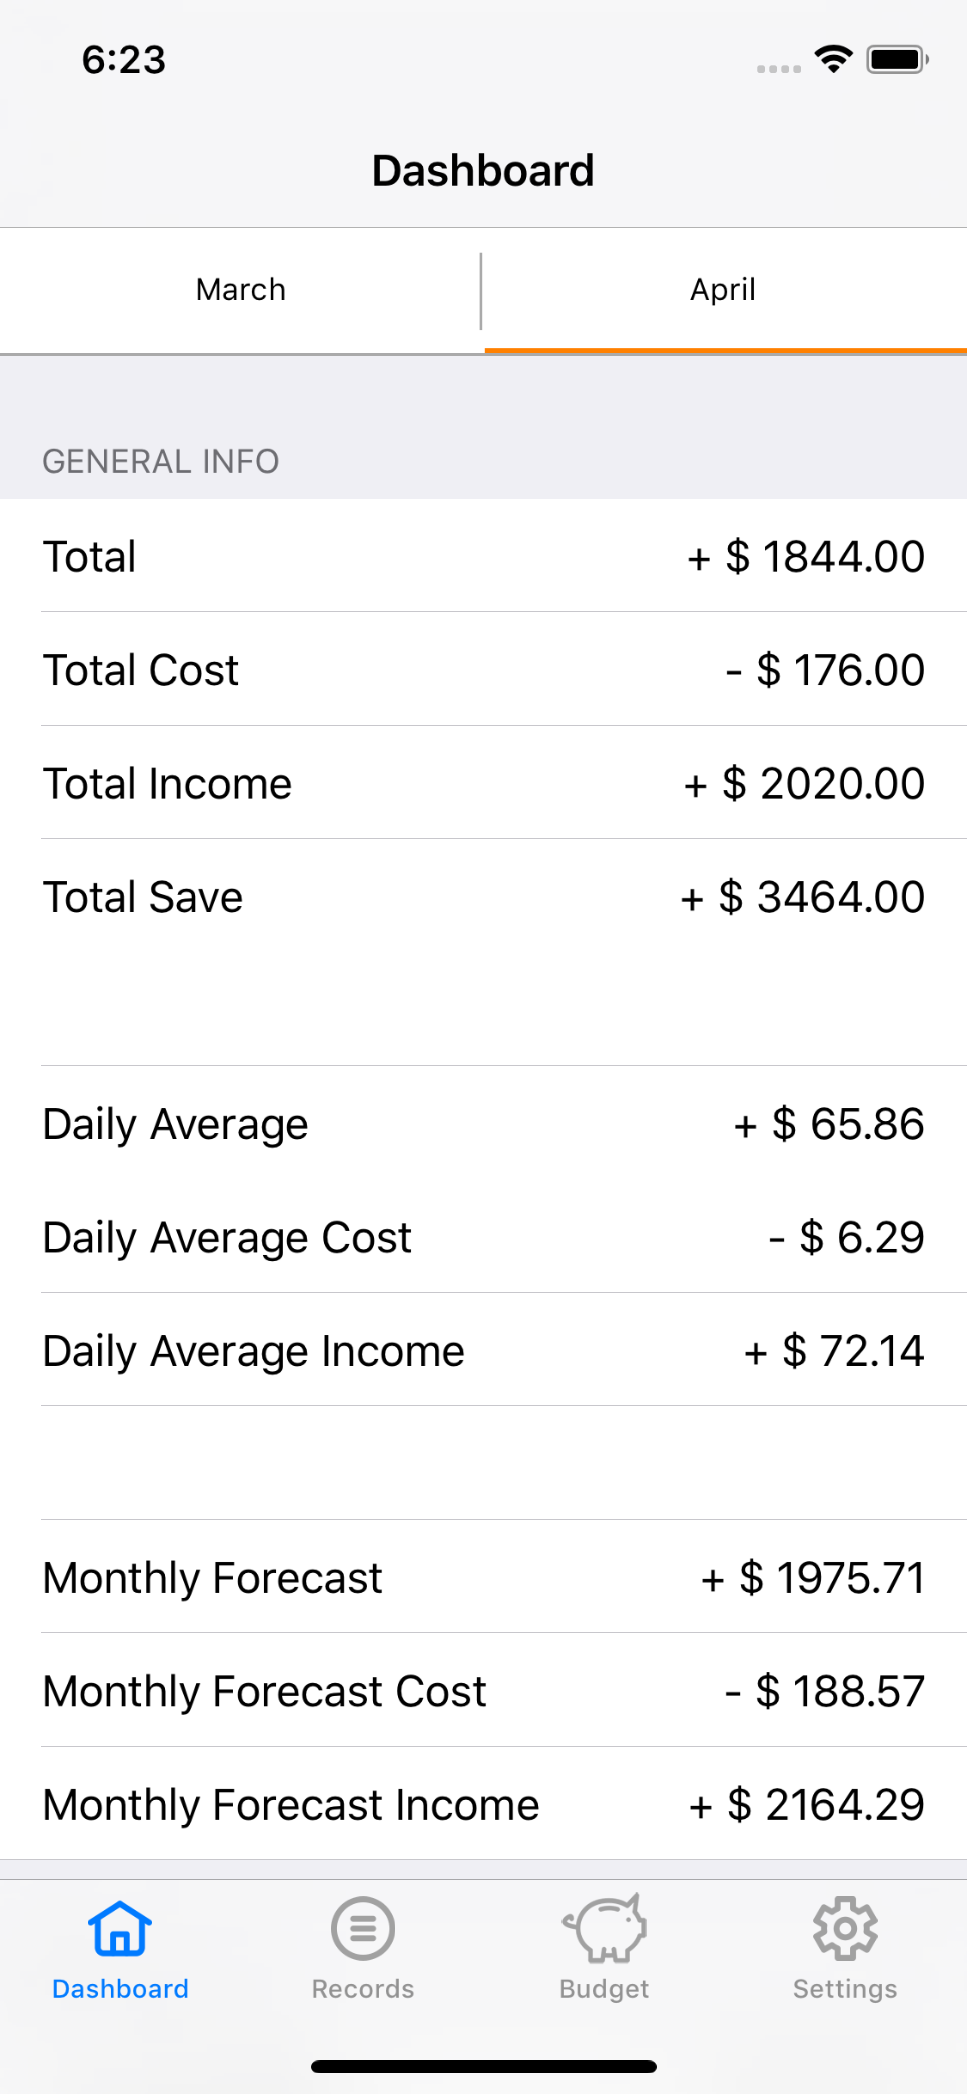 6:23
Dashboard
March April
GENERAL INFO
Total + $ 1844.00
Total Cost - $ 176.00
Total Income + $ 2020.00
Total Save + $ 3464.00
Daily Average + $ 65.86
Daily Average Cost - $ 6.29
Daily Average Income + $ 72.14
Monthly Forecast + $ 1975.71
Monthly Forecast Cost - $ 188.57
Monthly Forecast Income + $ 2164.29
Dashboard Records Budget Settings